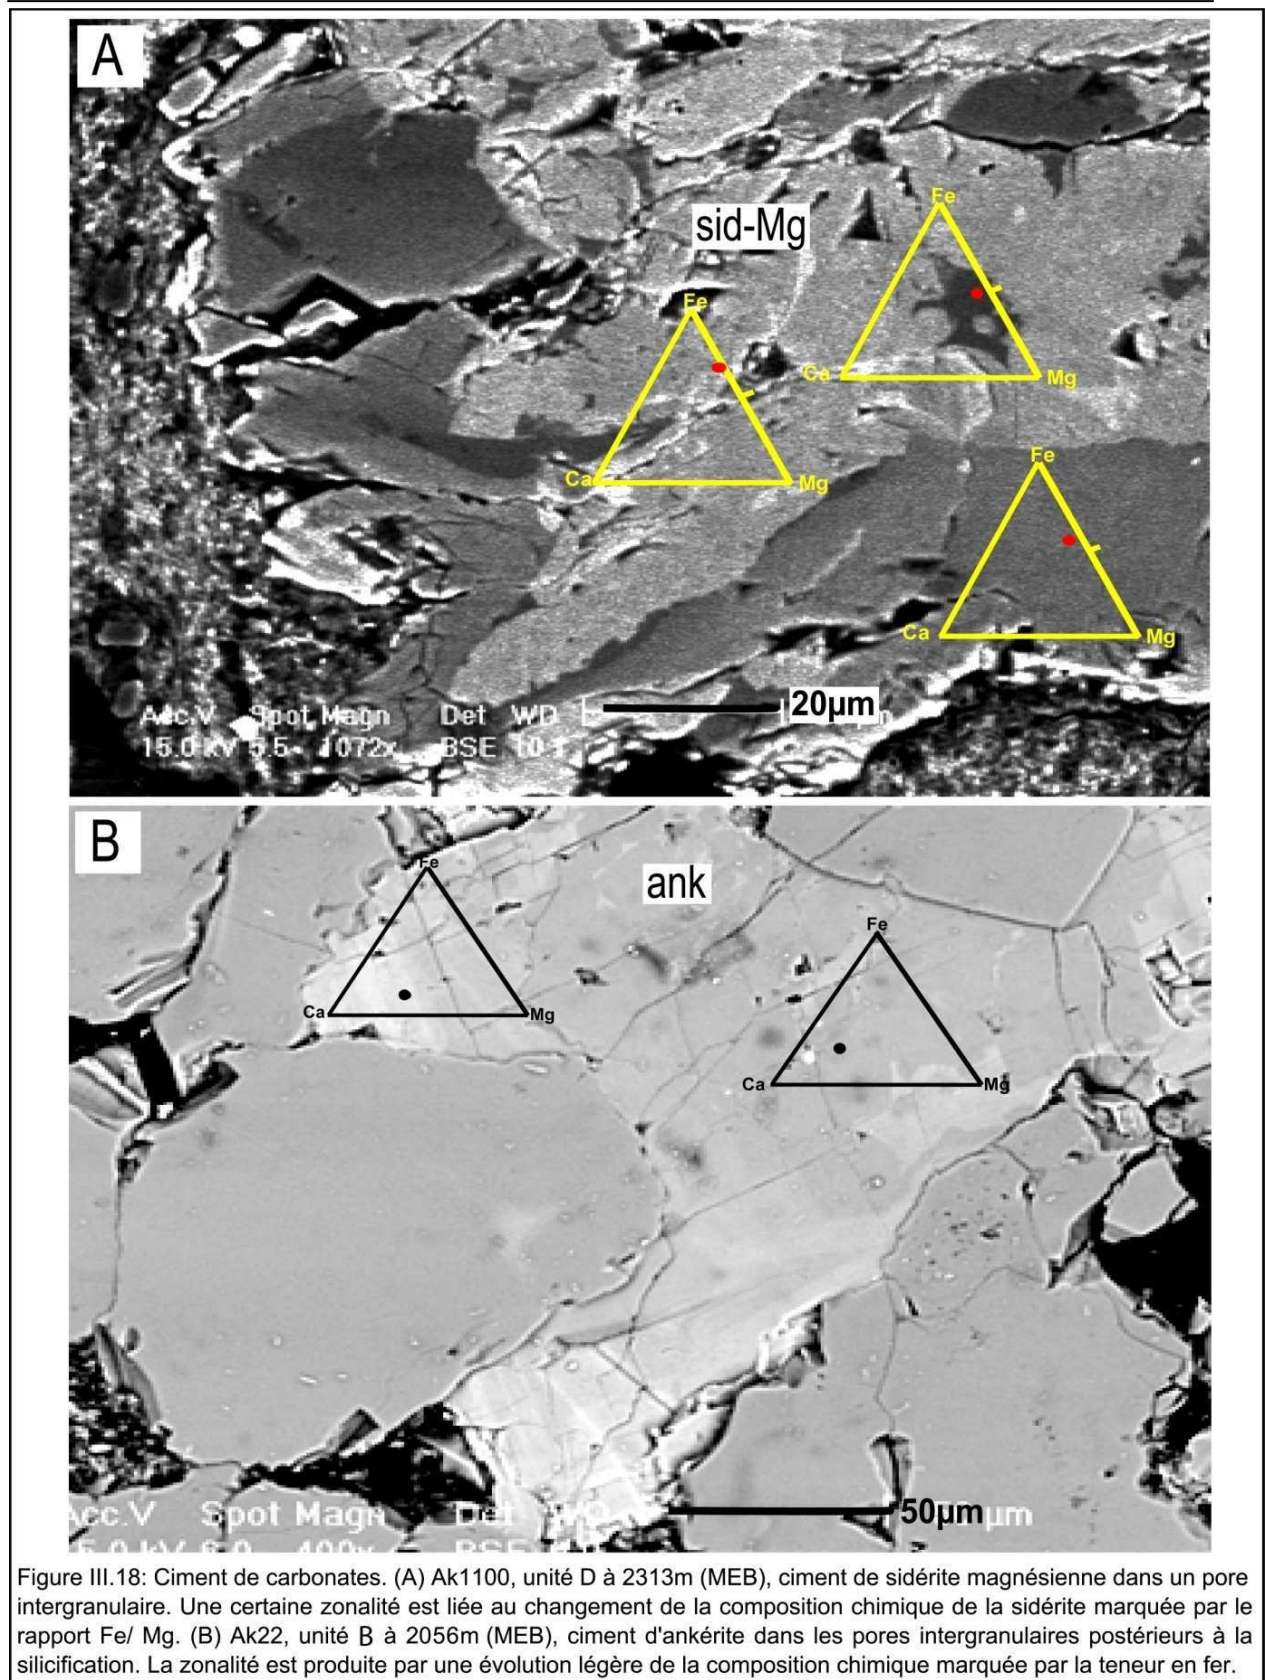 A
Fe
sid-Mg
Fe
Ca
Mg
Ca
Mg
Fe
Ca
Mg
20µm
Acc.V Spot Magn Det WD
15.0 kV 5.5 1072x BSE 10.1
B
Fe
ank
Fe
Ca
Mg
Ca
Mg
50µm
Acc.V Spot Magn Det WD
400x BSE
Figure III.18: Ciment de carbonates. (A) Ak1100, unité D à 2313m (MEB), ciment de sidérite magnésienne dans un pore
intergranulaire. Une certaine zonalité est liée au changement de la composition chimique de la sidérite marquée par le
rapport Fe/ Mg. (B) Ak22, unité B à 2056m (MEB), ciment d'ankérite dans les pores intergranulaires postérieurs à la
silicification. La zonalité est produite par une évolution légère de la composition chimique marquée par la teneur en fer.